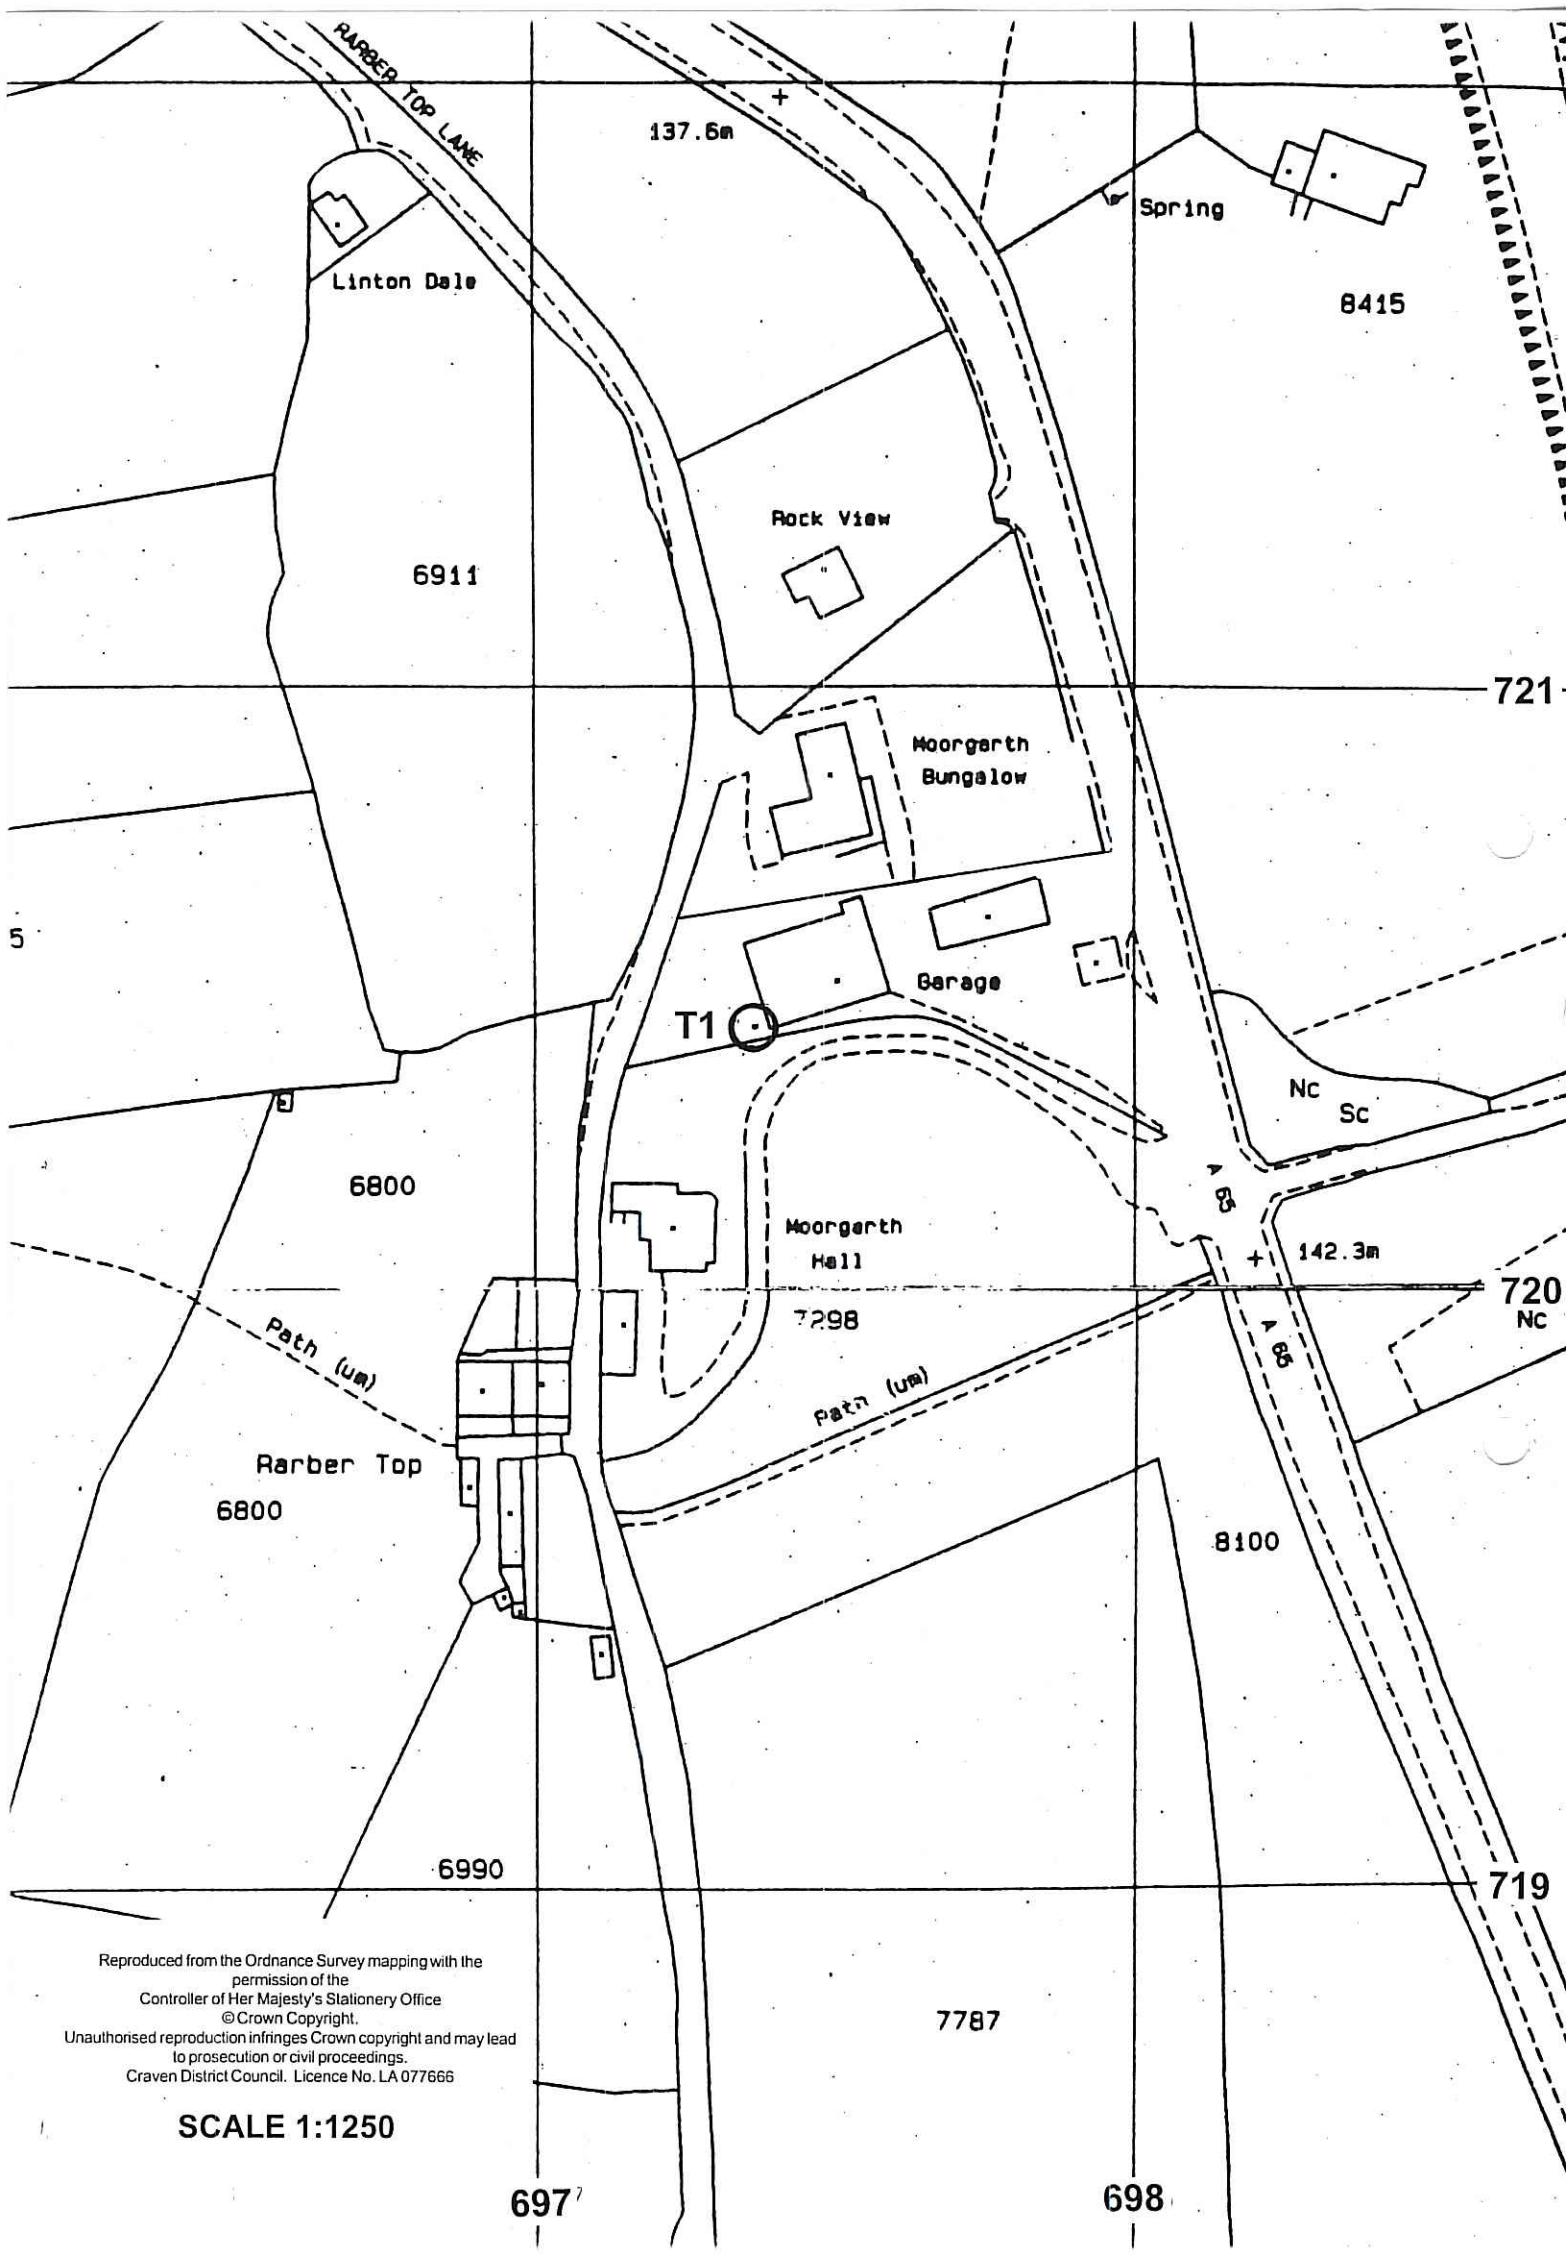 RARBER TOP LANE
137.6m
Spring
Linton Dale
8415
Rock View
6911
721
Moorgarth
Bungalow
5
Garage
T1
Nc
Sc
6800
A 65
Moorgarth
Hall
142.3m
720
Nc
7298
A 65
Path (um)
Path (um)
Rarber Top
6800
8100
6990
719
Reproduced from the Ordnance Survey mapping with the
permission of the
Controller of Her Majesty's Stationery Office
© Crown Copyright.
Unauthorised reproduction infringes Crown copyright and may lead
to prosecution or civil proceedings.
Craven District Council. Licence No. LA 077666
7787
SCALE 1:1250
697
698